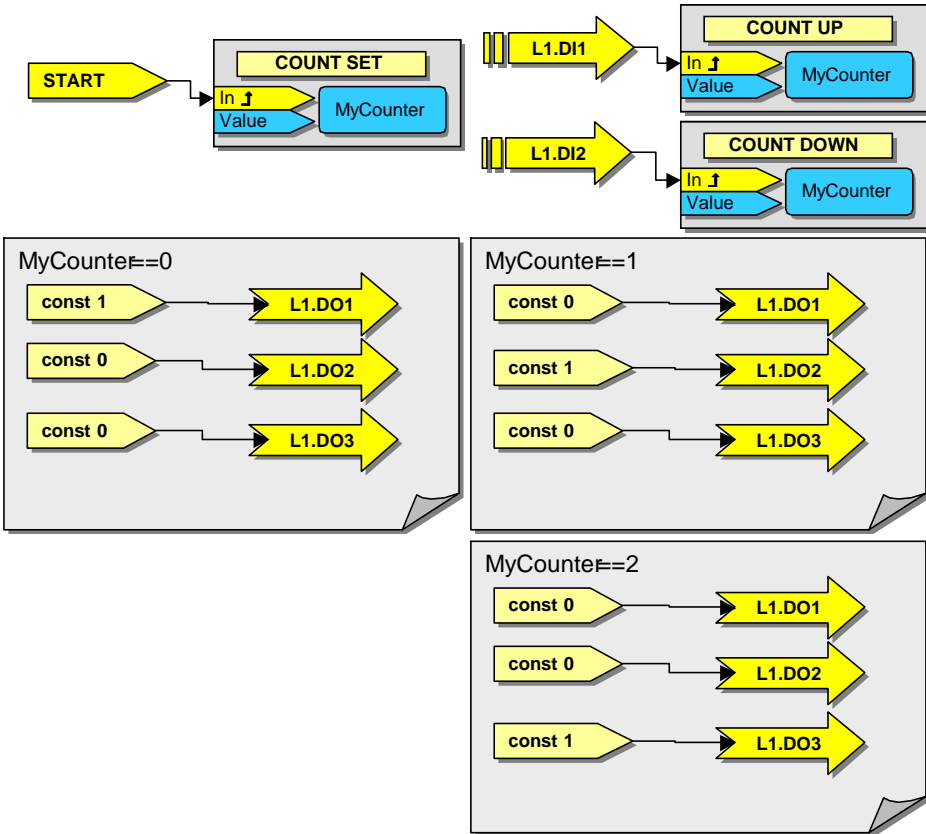 START
COUNT SET
In
Value
MyCounter
L1.DI1
COUNT UP
In
Value
MyCounter
L1.DI2
COUNT DOWN
In
Value
MyCounter
MyCounter==0
const 1
L1.DO1
const 0
L1.DO2
const 0
L1.DO3
MyCounter==1
const 0
L1.DO1
const 1
L1.DO2
const 0
L1.DO3
MyCounter==2
const 0
L1.DO1
const 0
L1.DO2
const 1
L1.DO3